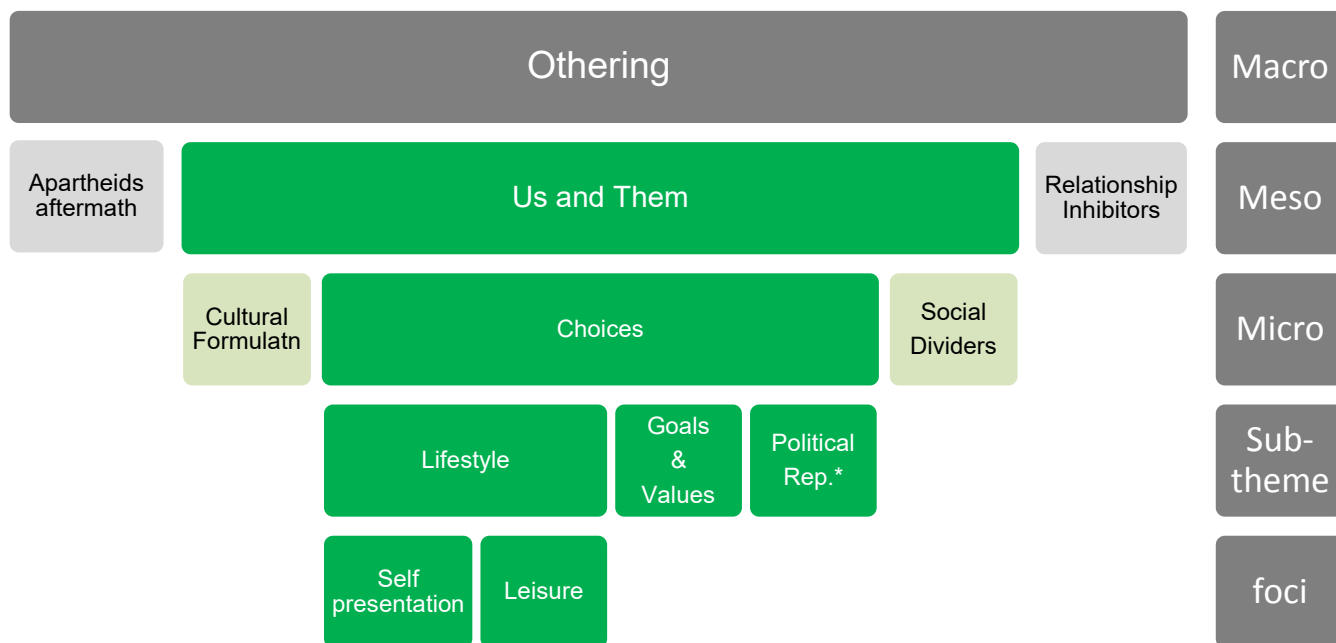 Othering
Macro
Apartheids
aftermath
Us and Them
Relationship
Inhibitors
Meso
Cultural
Formulatn
Choices
Social
Dividers
Micro
Lifestyle
Goals
&
Values
Political
Rep.*
Sub-
theme
Self
presentation
Leisure
foci